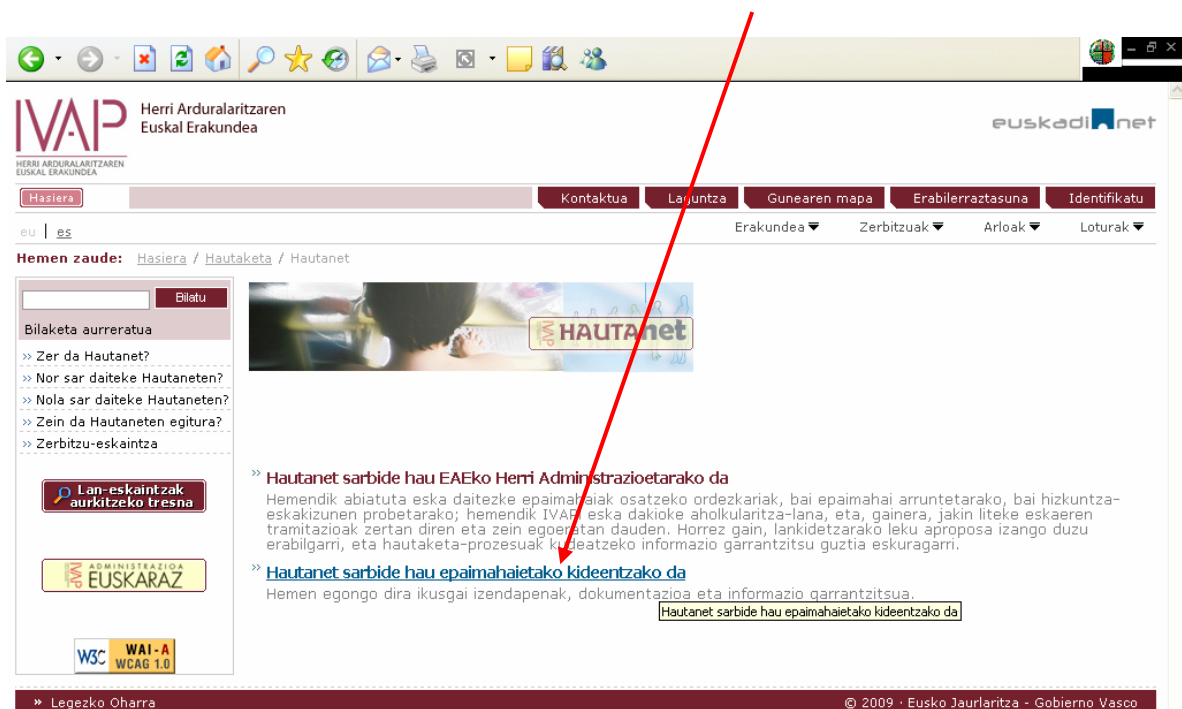 IVAP
Herri Arduralaritzaren
Euskal Erakundea
HERRI ARDURALARITZAREN
EUSKAL ERAKUNDEA
euskadi net
Hasiera
Kontaktua
Laguntza
Gunearen mapa
Erabilerraztasuna
Identifikatu
eu | es
Erakundea
Zerbitzuak
Arloak
Loturak
Hemen zaude: Hasiera / Hautaketa / Hautanet
Bilatu
Bilaketa aurreratua
» Zer da Hautanet?
» Nor sar daiteke Hautaneten?
» Nola sar daiteke Hautaneten?
» Zein da Hautaneten egitura?
» Zerbitzu-eskaintza
Lan-eskaintzak
aurkitzeko tresna
IVAP
ADMINISTRAZIOA
EUSKARAZ
W3C WAI-A
WCAG 1.0
IVAP HAUTAnet
» Hautanet sarbide hau EAEko Herri Administrazioetarako da
Hemendik abiatuta eska daitezke epaimahaiak osatzeko ordezkariak, bai epaimahai arruntetarako, bai hizkuntza-
eskakizunen probetarako; hemendik IVAPi eska dakioke aholkularitza-lana, eta, gainera, jakin liteke eskaeren
tramitazioak zertan diren eta zein egoeratan dauden. Horrez gain, lankidetzarako leku aproposa izango duzu
erabilgarri, eta hautaketa-prozesuak kudeatzeko informazio garrantzitsu guztia eskuragarri.
» Hautanet sarbide hau epaimahaietako kideentzako da
Hemen egongo dira ikusgai izendapenak, dokumentazioa eta informazio garrantzitsua.
Hautanet sarbide hau epaimahaietako kideentzako da
» Legezko Oharra
© 2009 · Eusko Jaurlaritza - Gobierno Vasco